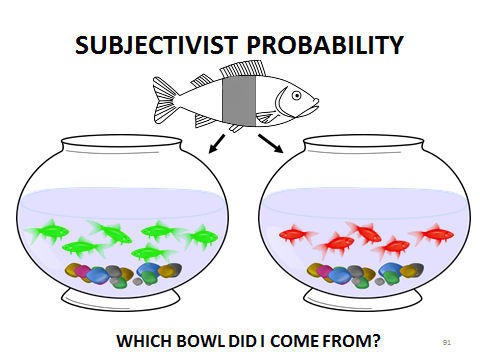 SUBJECTIVIST PROBABILITY
WHICH BOWL DID I COME FROM?
91